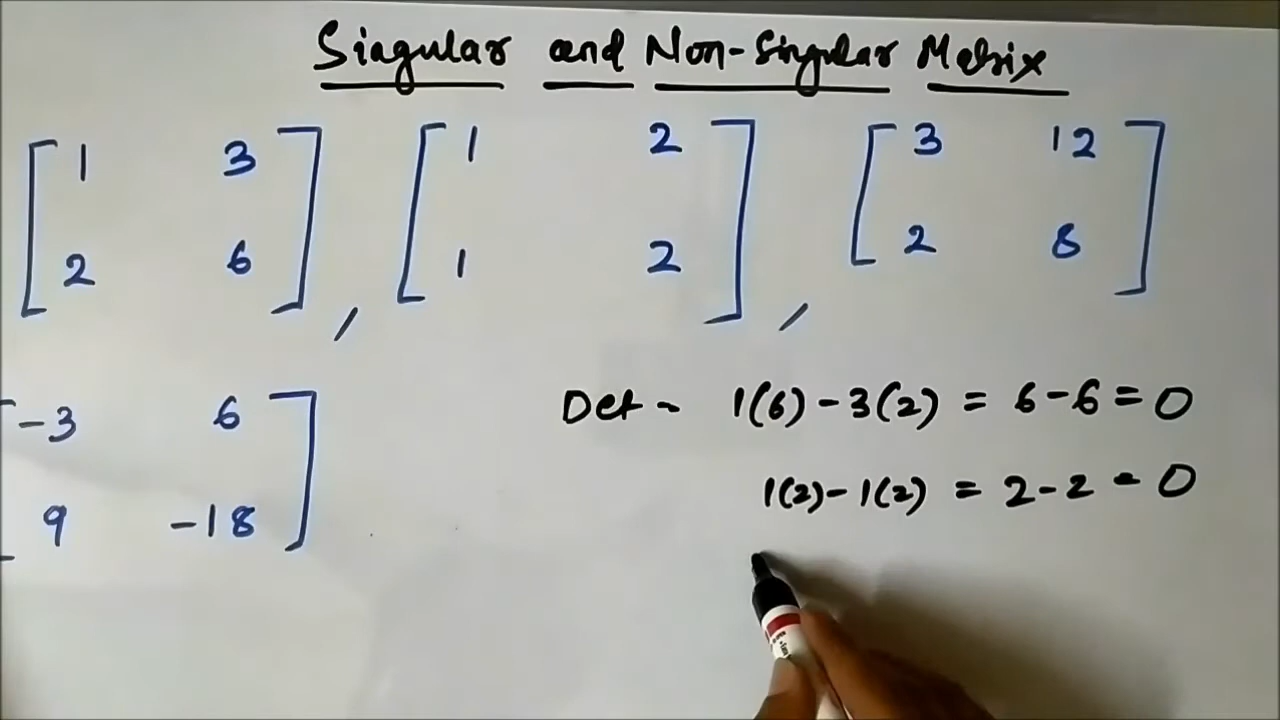 Singular and Non-Singular Matrix
[ 1 3 ] , [ 1 2 ] , [ 3 12 ]
[ 2 6 ] [ 1 2 ] [ 2 8 ]
[ -3 6 ]
[ 9 -18 ]
Det - 1(6) - 3(2) = 6 - 6 = 0
1(2) - 1(2) = 2 - 2 = 0